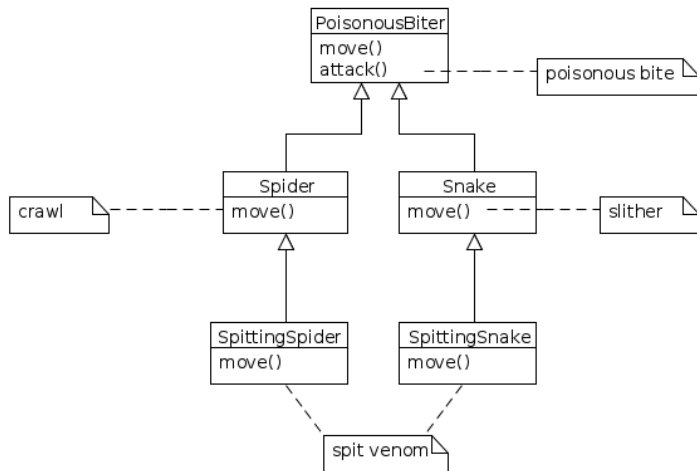 PoisonousBiter
move()
attack()
poisonous bite
Spider
move()
Snake
move()
crawl
slither
SpittingSpider
move()
SpittingSnake
move()
spit venom